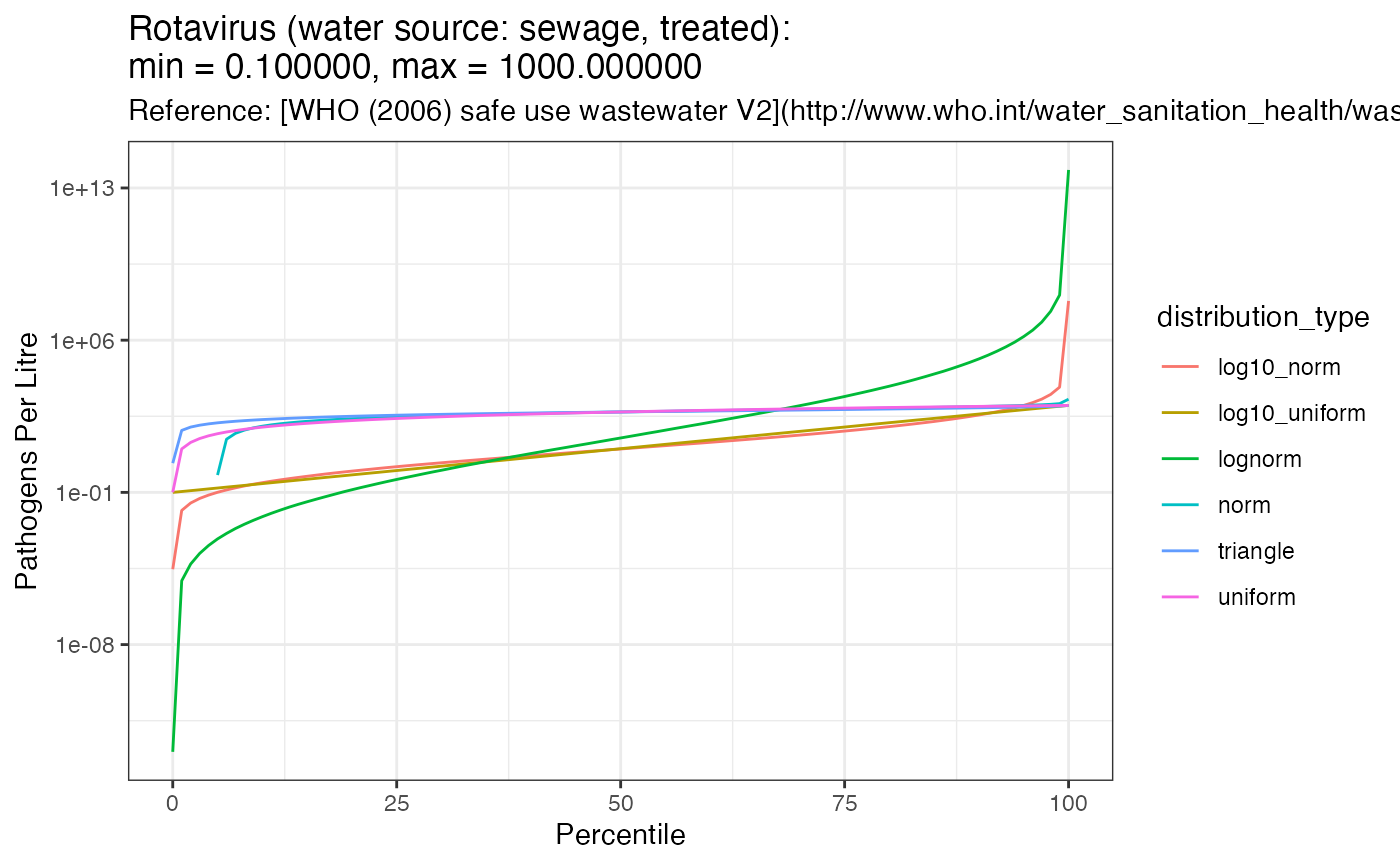 Rotavirus (water source: sewage, treated):
min = 0.100000, max = 1000.000000
Reference: [WHO (2006) safe use wastewater V2](http://www.who.int/water_sanitation_health/was
1e+13
1e+06
1e-01
1e-08
Pathogens Per Litre
0 25 50 75 100
Percentile
distribution_type
log10_norm
log10_uniform
lognorm
norm
triangle
uniform